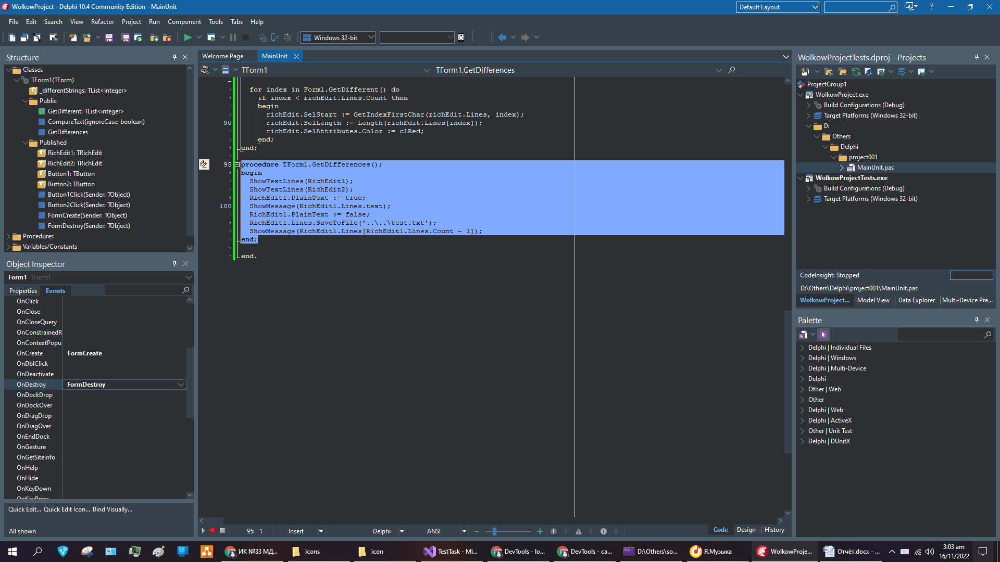 WolkowProject - Delphi 10.4 Community Edition - MainUnit
Default Layout
?
File Edit Search View Refactor Project Run Component Tools Tabs Help
Windows 32-bit
Structure
Classes
TForm1(TForm)
_differentStrings: TList<integer>
Public
GetDifferent: TList<integer>
CompareText(ignoreCase: boolean)
GetDifferences
Published
RichEdit1: TRichEdit
RichEdit2: TRichEdit
Button1: TButton
Button2: TButton
Button1Click(Sender: TObject)
Button2Click(Sender: TObject)
FormCreate(Sender: TObject)
FormDestroy(Sender: TObject)
Procedures
Variables/Constants
Object Inspector
Form1 TForm1
Properties Events
OnClick
OnClose
OnCloseQuery
OnConstrainedR
OnContextPopu
OnCreate FormCreate
OnDblClick
OnDeactivate
OnDestroy FormDestroy
OnDockDrop
OnDockOver
OnDragDrop
OnDragOver
OnEndDock
OnGesture
OnGetSiteInfo
OnHelp
OnHide
OnKeyDown
OnKeyPress
Quick Edit... Quick Edit Icon... Bind Visually...
All shown
Welcome Page MainUnit
TForm1 TForm1.GetDifferences
for index in Form1.GetDifferent() do
if index < richEdit.Lines.Count then
begin
richEdit.SelStart := GetIndexFirstChar(richEdit.Lines, index);
90 richEdit.SelLength := Length(richEdit.Lines[index]);
richEdit.SelAttributes.Color := clRed;
end;
end;
95 procedure TForm1.GetDifferences();
begin
ShowTextLines(RichEdit1);
ShowTextLines(RichEdit2);
RichEdit1.PlainText := true;
100 ShowMessage(RichEdit1.Lines.text);
RichEdit1.PlainText := false;
RichEdit1.Lines.SaveToFile('..\..\test.txt');
ShowMessage(RichEdit1.Lines[RichEdit1.Lines.Count - 1]);
end;
end.
95: 1 Insert Delphi ANSI 0 0 0 Code Design History
WolkowProjectTests.dproj - Projects
ProjectGroup1
WolkowProject.exe
Build Configurations (Debug)
Target Platforms (Windows 32-bit)
D:
Others
Delphi
project001
MainUnit.pas
WolkowProjectTests.exe
Build Configurations (Debug)
Target Platforms (Windows 32-bit)
CodeInsight: Stopped
D:\Others\Delphi\project001\MainUnit.pas
WolkowProject... Model View Data Explorer Multi-Device Pre...
Palette
Delphi | Individual Files
Delphi | Windows
Delphi | Multi-Device
Delphi
Other | Web
Other
Delphi | Web
Delphi | ActiveX
Other | Unit Test
Delphi | DUnitX
ИК №33 МД... icons icon TestTask - Mi... DevTools - lo... DevTools - ca... D:\Others\so... Я.Музыка WolkowProje... Отчёт.docx - ...
3:03 am
16/11/2022